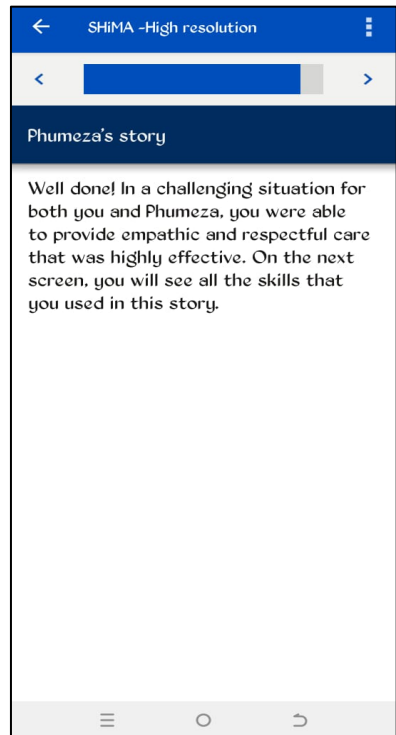 SHiMA -High resolution
Phumeza's story
Well done! In a challenging situation for
both you and Phumeza, you were able
to provide empathic and respectful care
that was highly effective. On the next
screen, you will see all the skills that
you used in this story.